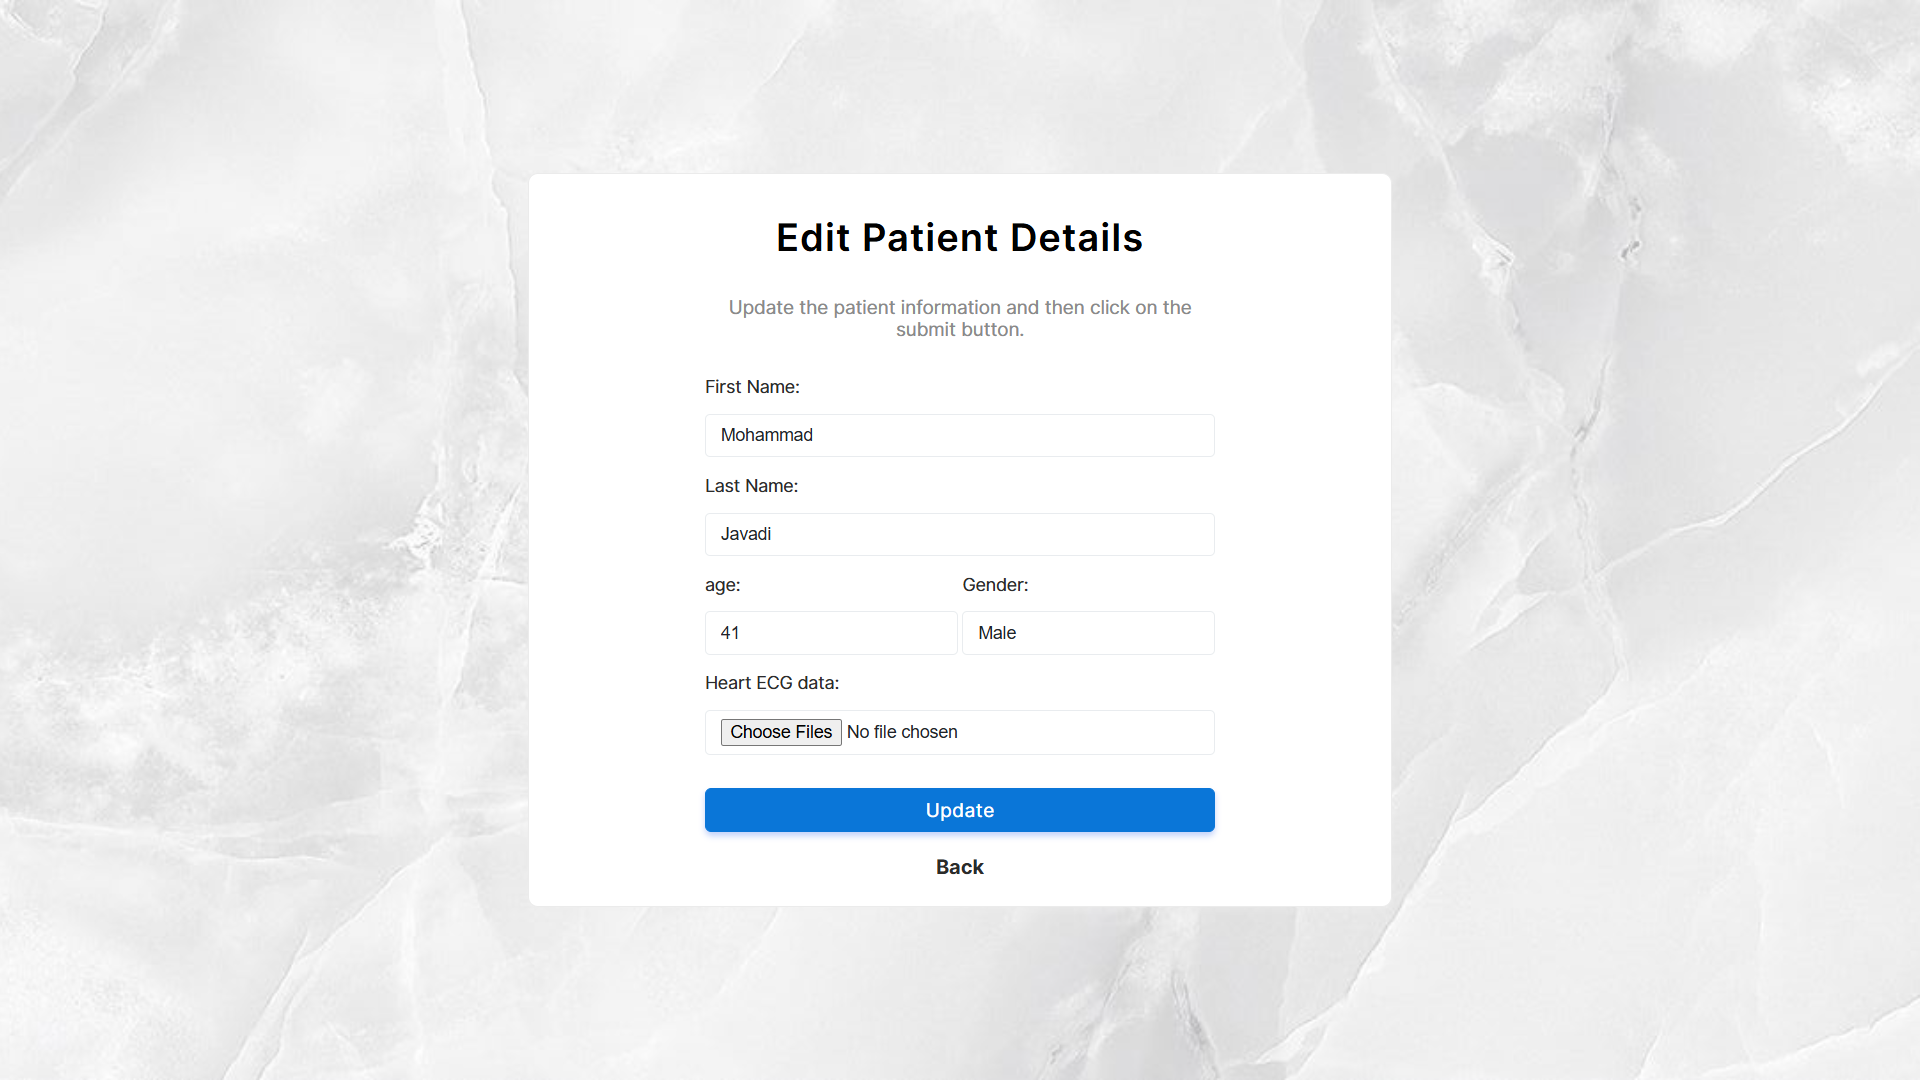 Edit Patient Details
Update the patient information and then click on the
submit button.
First Name:
Mohammad
Last Name:
Javadi
age: Gender:
41 Male
Heart ECG data:
Choose Files No file chosen
Update
Back